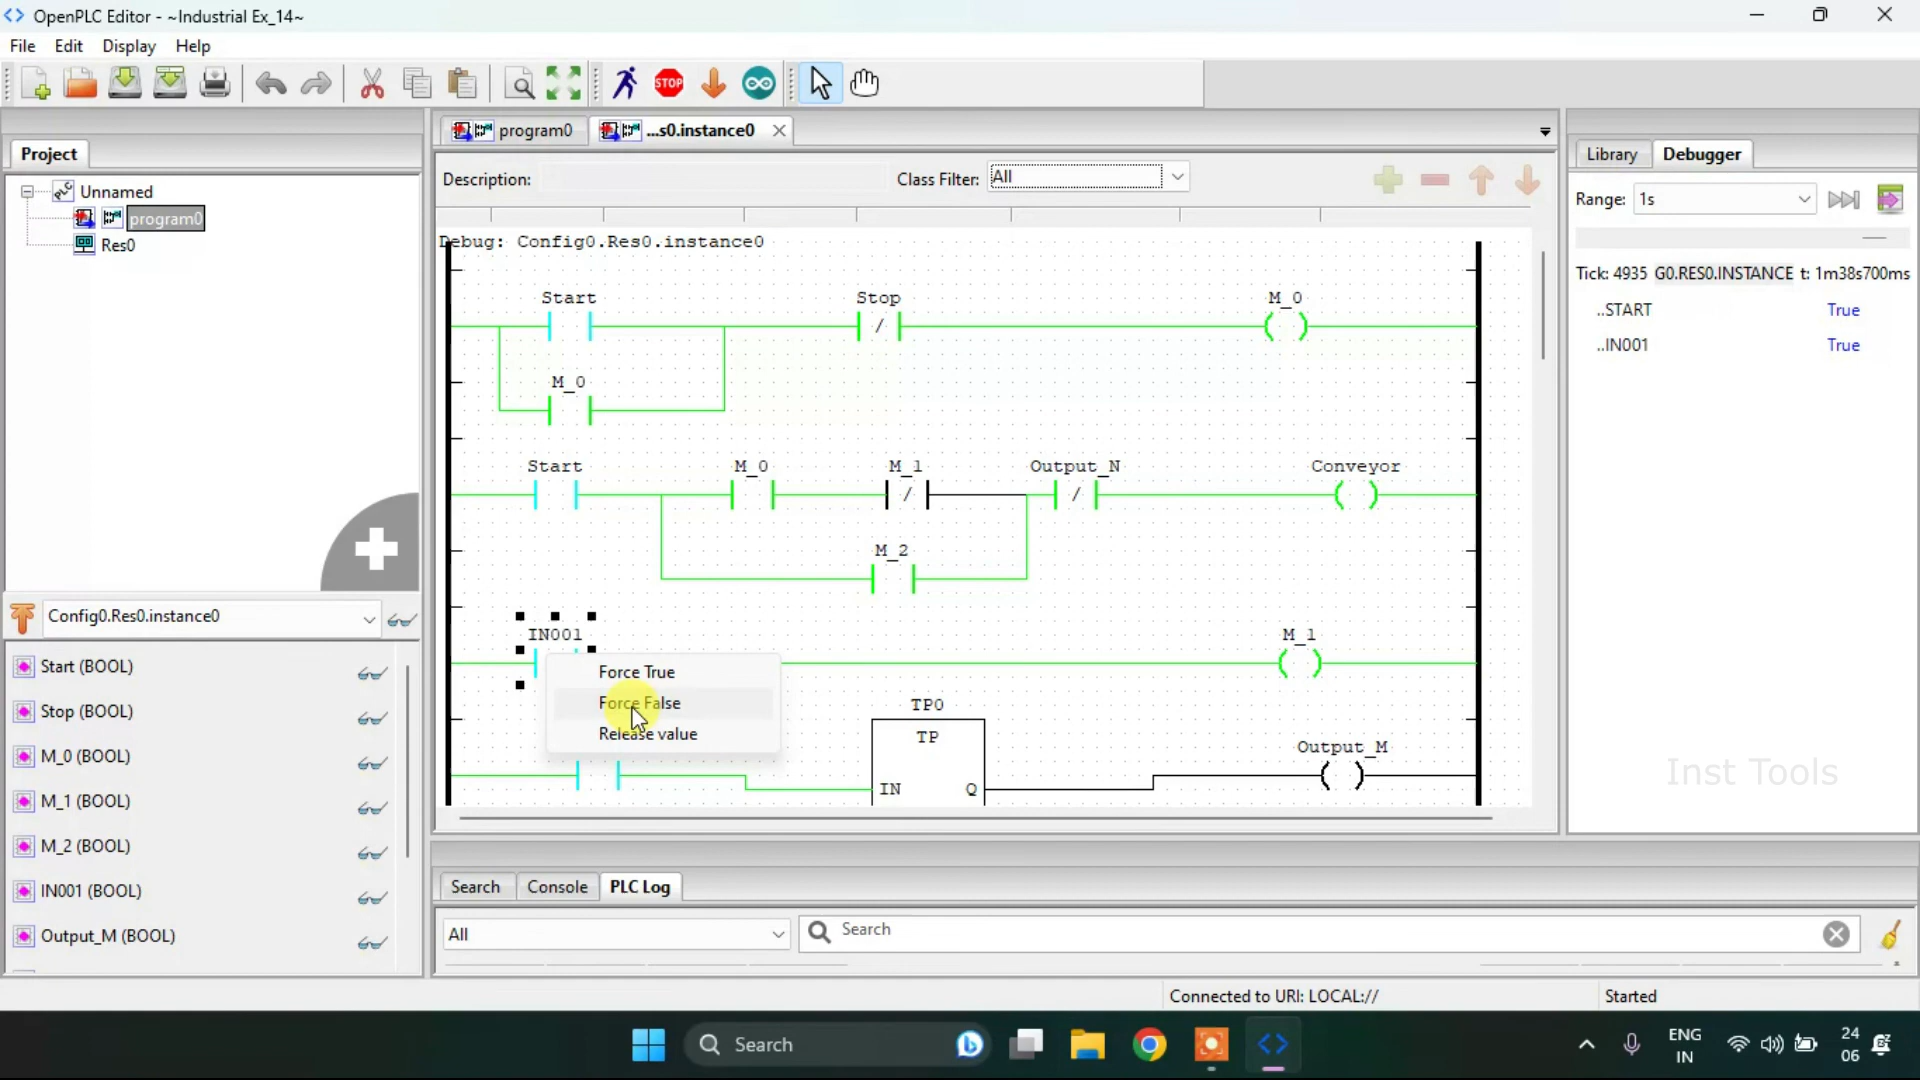 OpenPLC Editor - ~Industrial Ex_14~
File Edit Display Help
STOP
Project
Unnamed
program0
Res0
Config0.Res0.instance0
Start (BOOL)
Stop (BOOL)
M_0 (BOOL)
M_1 (BOOL)
M_2 (BOOL)
IN001 (BOOL)
Output_M (BOOL)
program0 ...s0.instance0
Description: Class Filter: All
Debug: Config0.Res0.instance0
Start Stop M_0
M_0
Start M_0 M_1 Output_N Conveyor
M_2
IN001 M_1
Force True
Force False
Release value
TP0
TP
Output_M
IN Q
Library Debugger
Range: 1s
Tick: 4935 G0.RES0.INSTANCE t: 1m38s700ms
..START True
..IN001 True
Inst Tools
Search Console PLC Log
All Search
Connected to URI: LOCAL:// Started
Search
ENG
IN
24
06